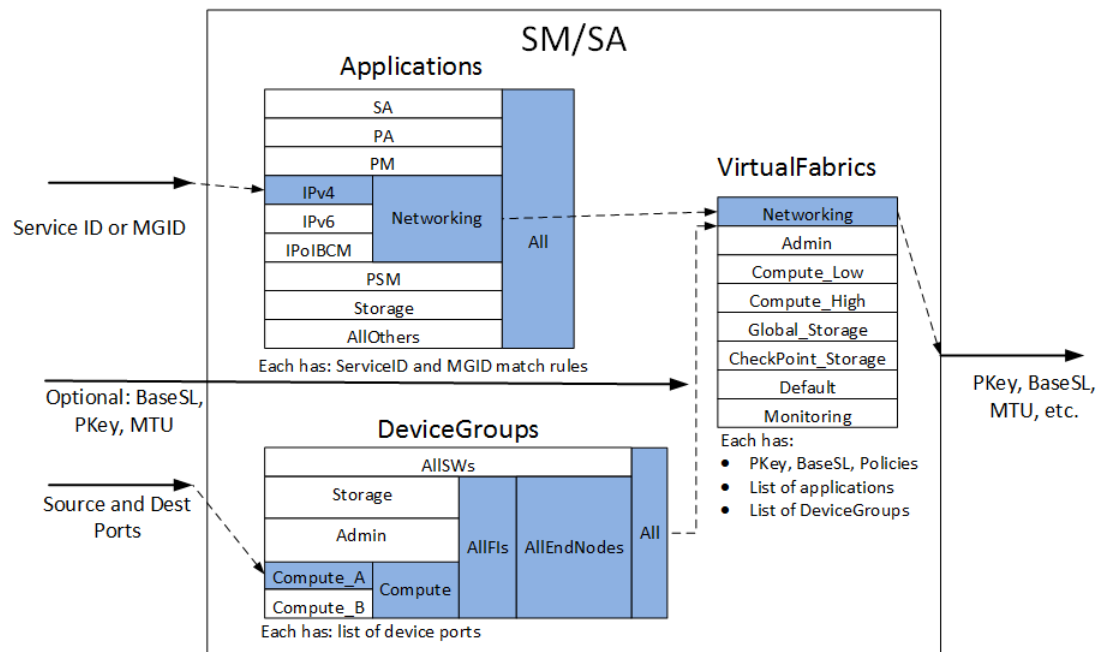 SM/SA
Applications
SA
PA
PM
IPv4
IPv6
IPoIBCM
Networking
PSM
Storage
AllOthers
All
Each has: ServiceID and MGID match rules
Service ID or MGID
Optional: BaseSL,
PKey, MTU
Source and Dest
Ports
DeviceGroups
AllSWs
Storage
Admin
Compute_A
Compute_B
Compute
AllFIs
AllEndNodes
All
Each has: list of device ports
VirtualFabrics
Networking
Admin
Compute_Low
Compute_High
Global_Storage
CheckPoint_Storage
Default
Monitoring
Each has:
• PKey, BaseSL, Policies
• List of applications
• List of DeviceGroups
PKey, BaseSL,
MTU, etc.